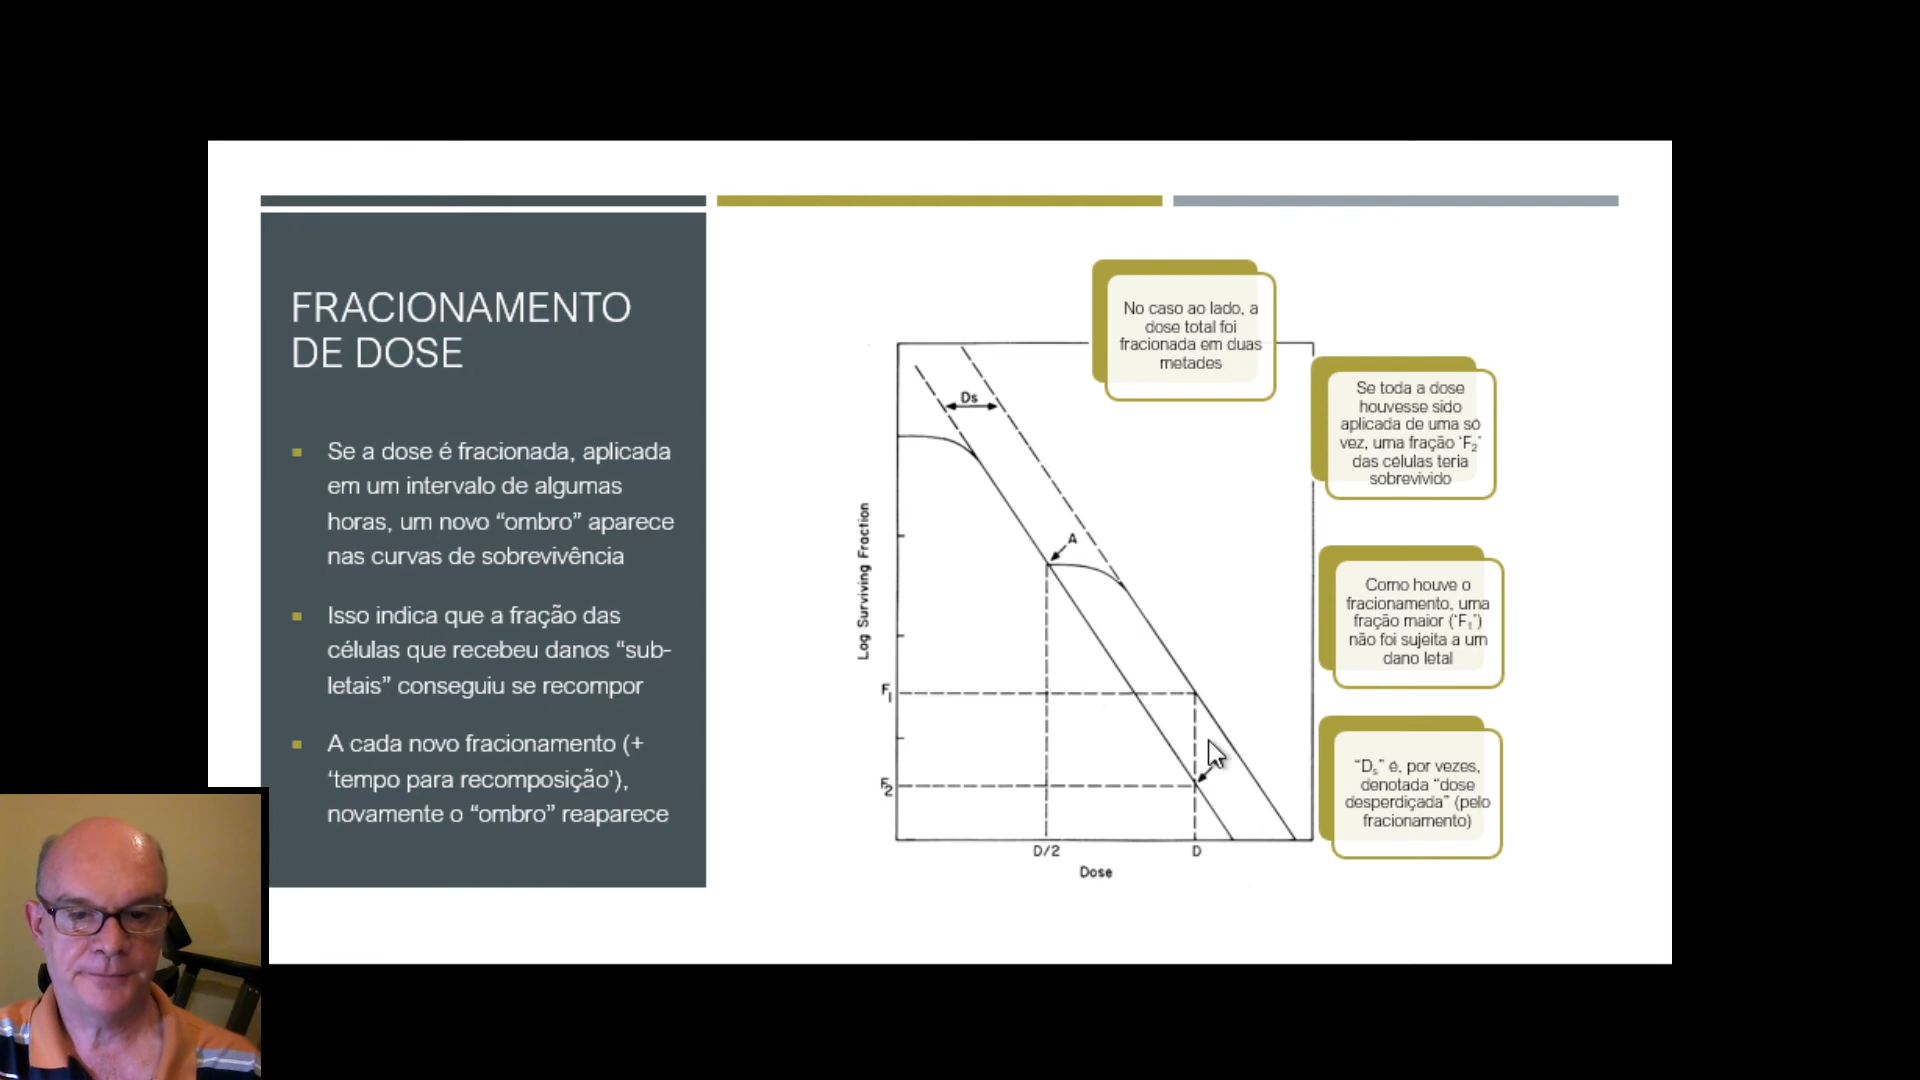 FRACIONAMENTO
DE DOSE
Se a dose é fracionada, aplicada
em um intervalo de algumas
horas, um novo “ombro” aparece
nas curvas de sobrevivência
Isso indica que a fração das
células que recebeu danos “sub-
letais” conseguiu se recompor
A cada novo fracionamento (+
‘tempo para recomposição’),
novamente o “ombro” reaparece
No caso ao lado, a
dose total foi
fracionada em duas
metades
Ds
A
Log Surviving Fraction
F1
F2
D/2
D
Dose
Se toda a dose
houvesse sido
aplicada de uma só
vez, uma fração ‘F2’
das células teria
sobrevivido
Como houve o
fracionamento, uma
fração maior (‘F1’)
não foi sujeita a um
dano letal
“Ds” é, por vezes,
denotada “dose
desperdiçada” (pelo
fracionamento)